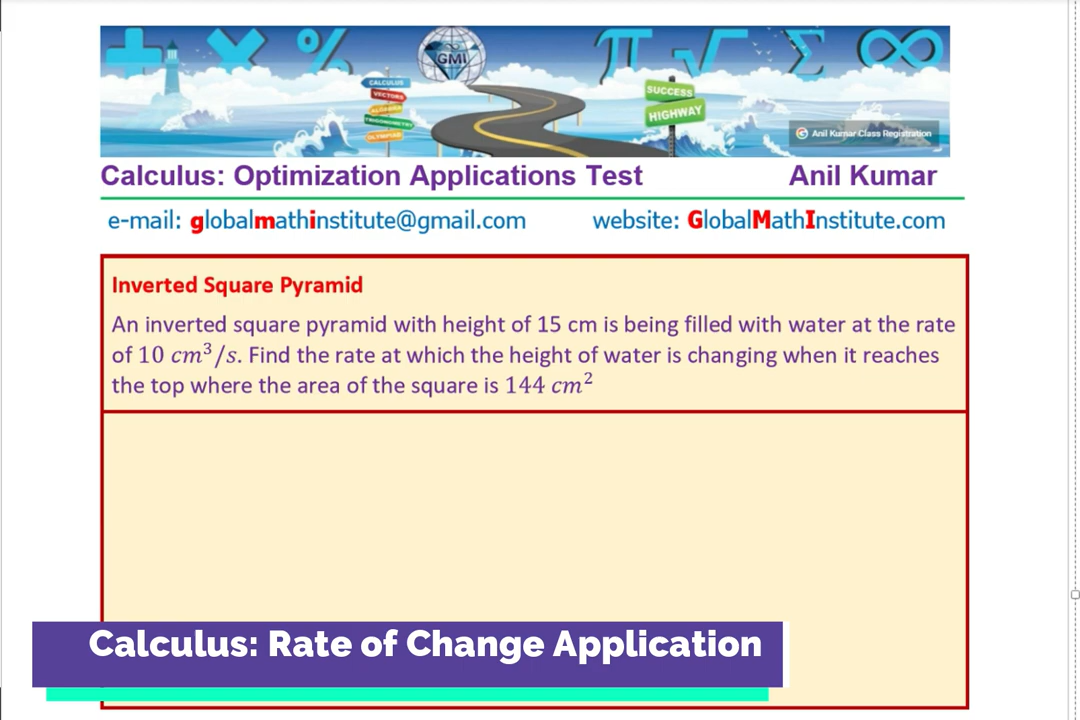 + × % π √ Σ ∞
GMI
CALCULUS
VECTORS
ALGEBRA
TRIGONOMETRY
OLYMPIAD
SUCCESS
HIGHWAY
Anil Kumar Class Registration
Calculus: Optimization Applications Test Anil Kumar
e-mail: globalmathinstitute@gmail.com website: GlobalMathInstitute.com
Inverted Square Pyramid
An inverted square pyramid with height of 15 cm is being filled with water at the rate
of 10 cm³/s. Find the rate at which the height of water is changing when it reaches
the top where the area of the square is 144 cm²
Calculus: Rate of Change Application